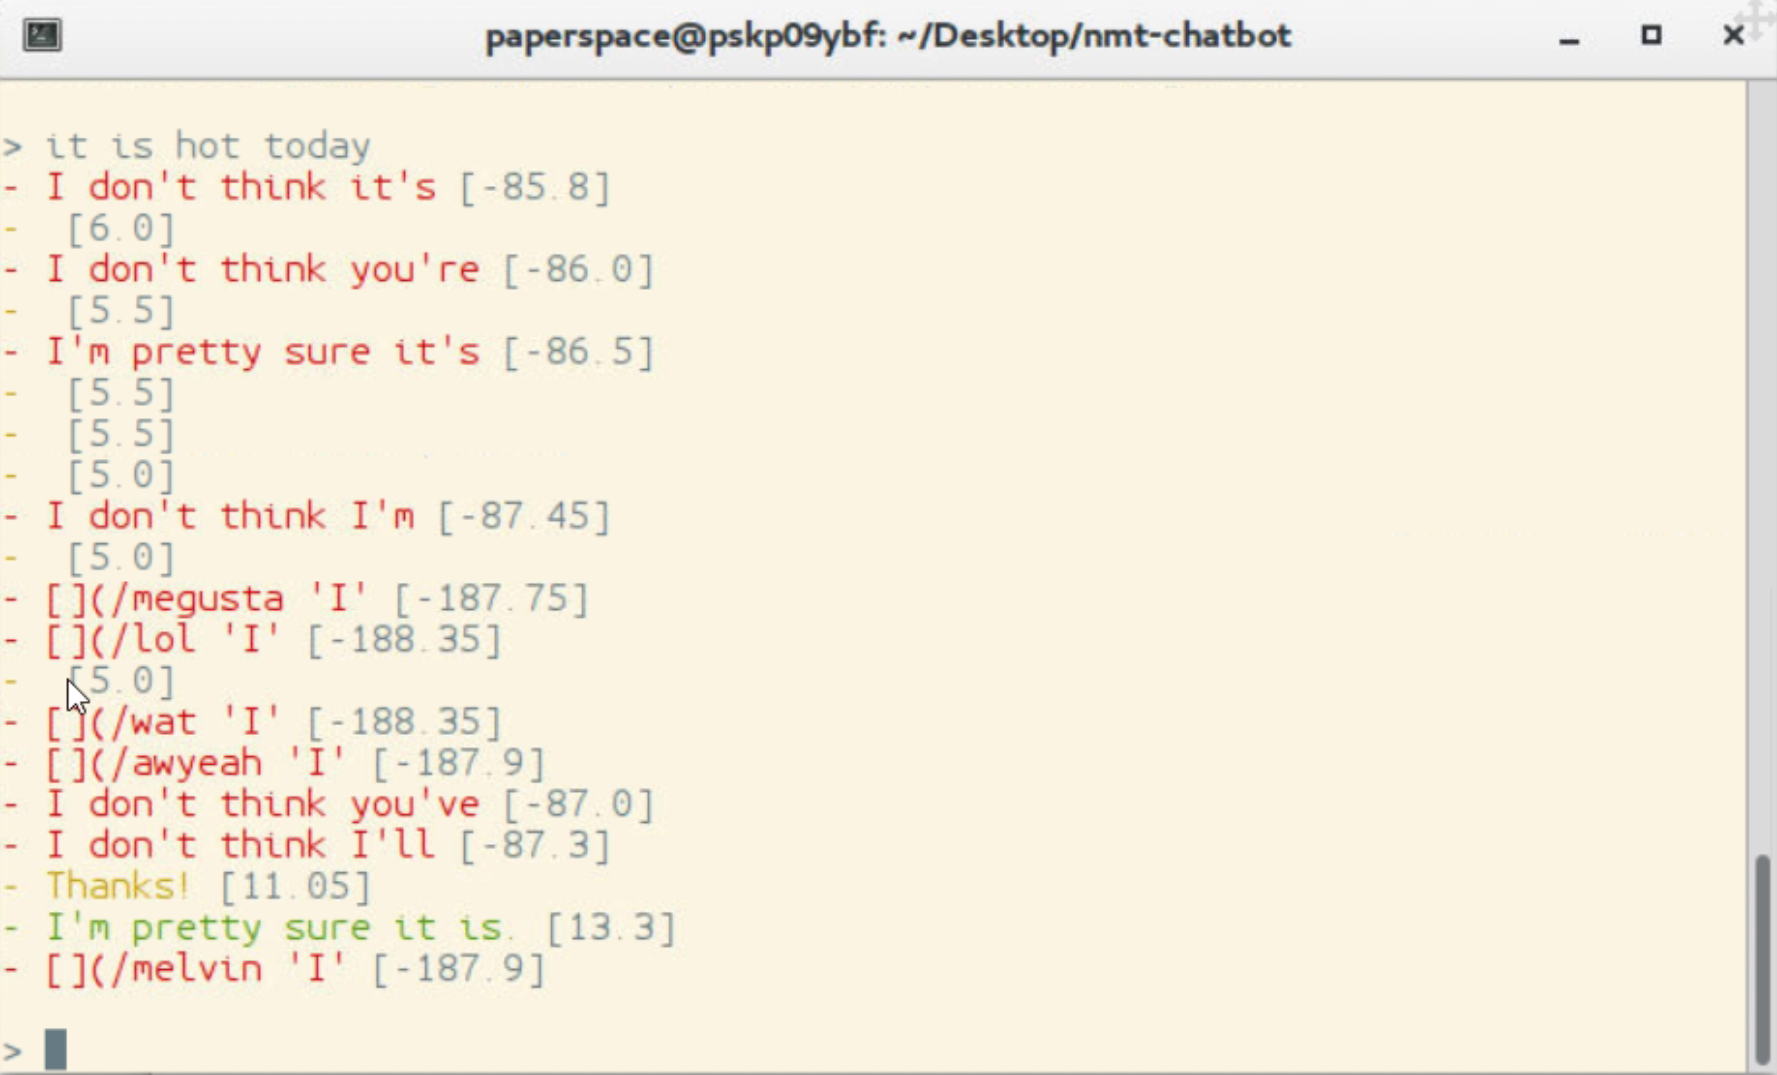 paperspace@pskp09ybf: ~/Desktop/nmt-chatbot
> it is hot today
- I don't think it's [-85.8]
-  [6.0]
- I don't think you're [-86.0]
-  [5.5]
- I'm pretty sure it's [-86.5]
-  [5.5]
-  [5.5]
-  [5.0]
- I don't think I'm [-87.45]
-  [5.0]
- [](/megusta 'I' [-187.75]
- [](/lol 'I' [-188.35]
-  [5.0]
- [](/wat 'I' [-188.35]
- [](/awyeah 'I' [-187.9]
- I don't think you've [-87.0]
- I don't think I'll [-87.3]
- Thanks! [11.05]
- I'm pretty sure it is. [13.3]
- [](/melvin 'I' [-187.9]
>